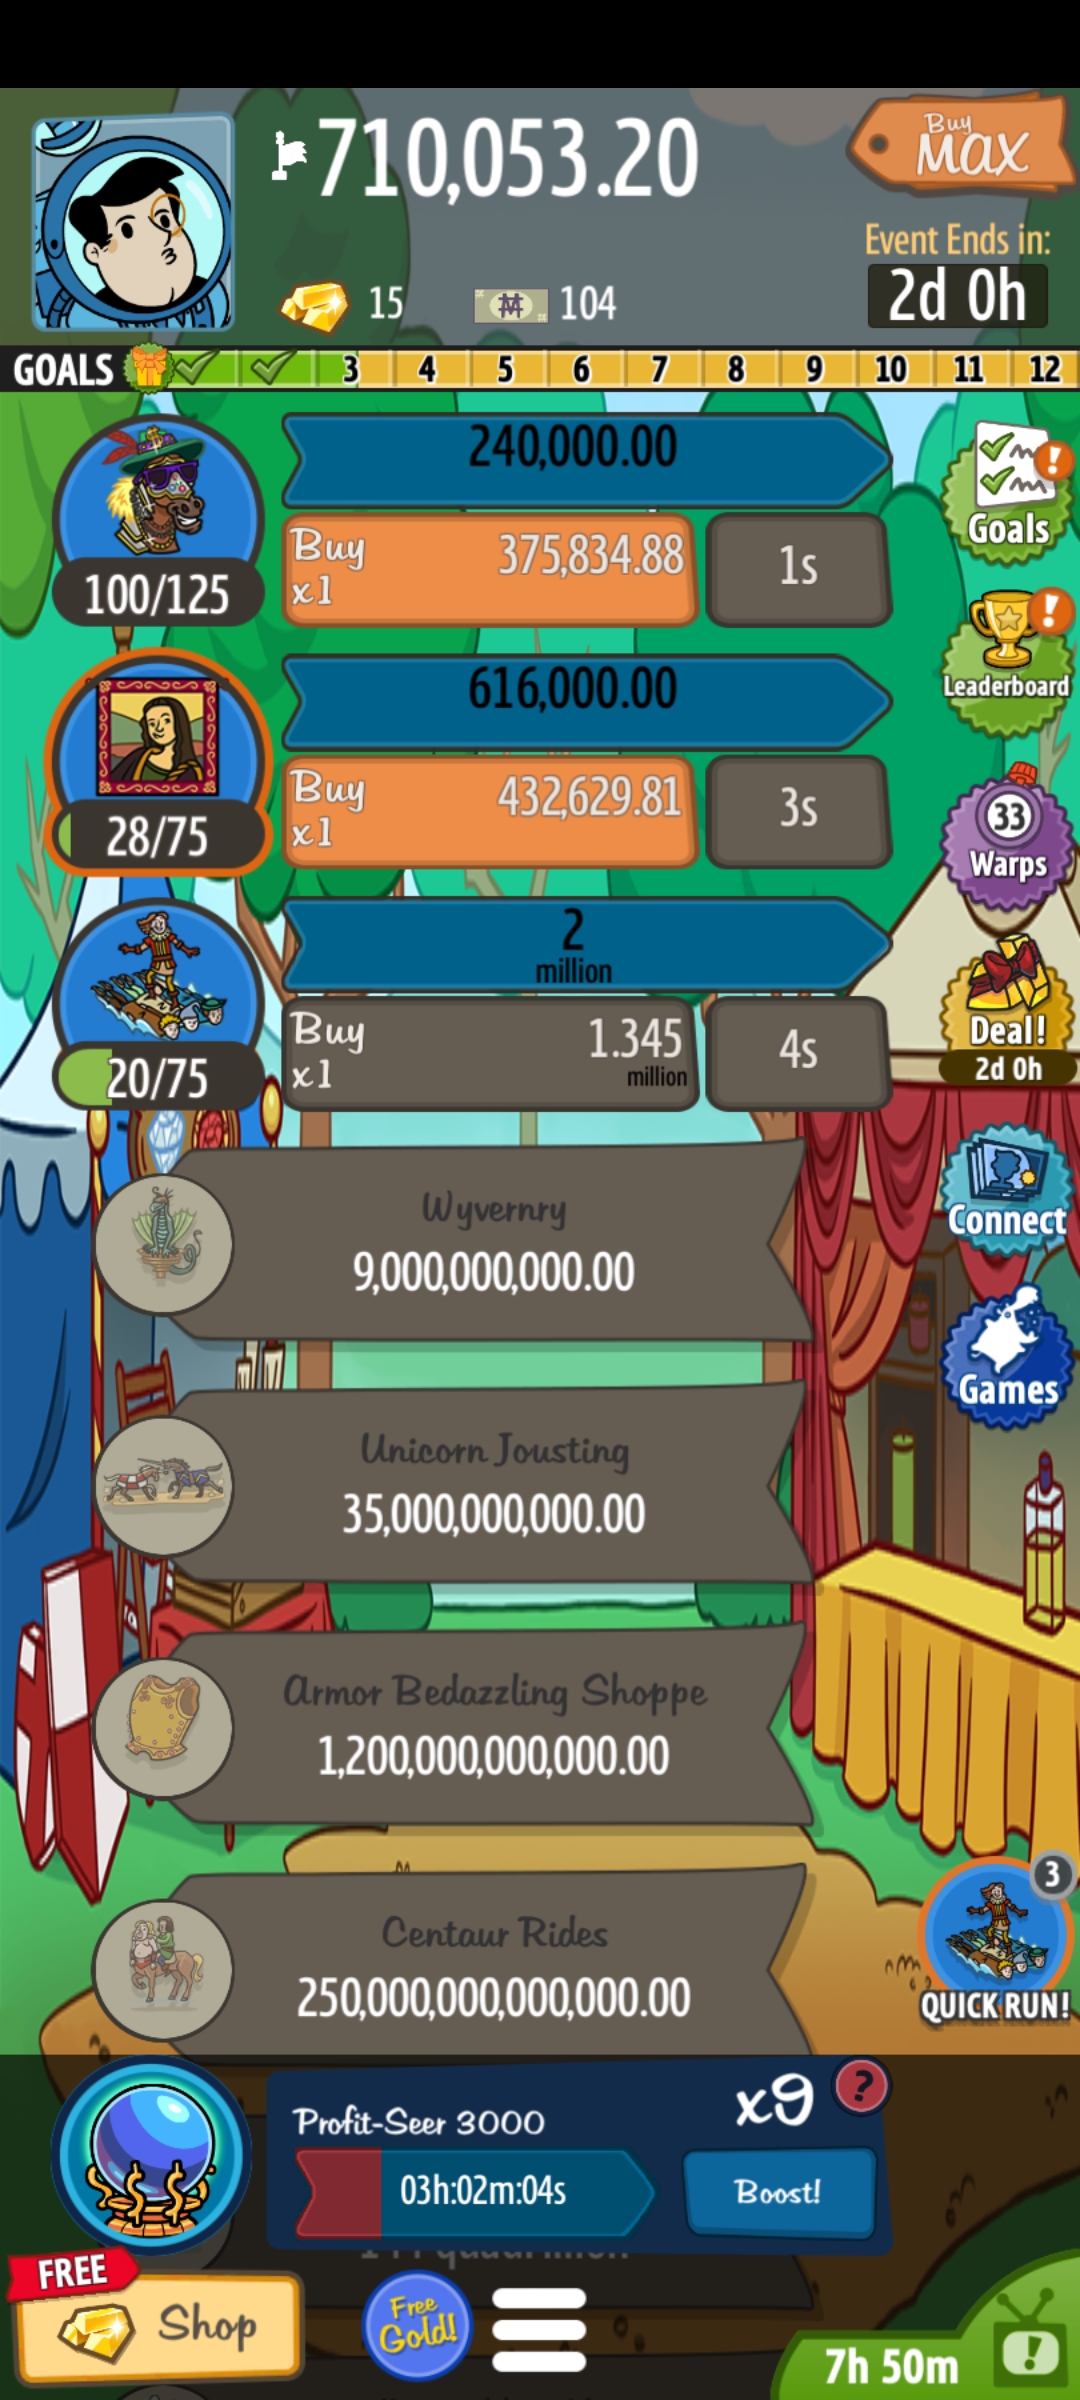 710,053.20
Buy
MAX
15
104
Event Ends in:
2d 0h
GOALS 3 4 5 6 7 8 9 10 11 12
240,000.00
Buy
x1
375,834.88
1s
100/125
Goals
616,000.00
Buy
x1
432,629.81
3s
28/75
Leaderboard
33
Warps
2
million
Buy
x1
1.345
million
4s
20/75
Deal!
2d 0h
Wyvernry
9,000,000,000.00
Connect
Unicorn Jousting
35,000,000,000.00
Games
Armor Bedazzling Shoppe
1,200,000,000,000.00
Centaur Rides
250,000,000,000,000.00
3
QUICK RUN!
Profit-Seer 3000
x9
?
03h:02m:04s
Boost!
FREE
Shop
Free
Gold!
7h 50m